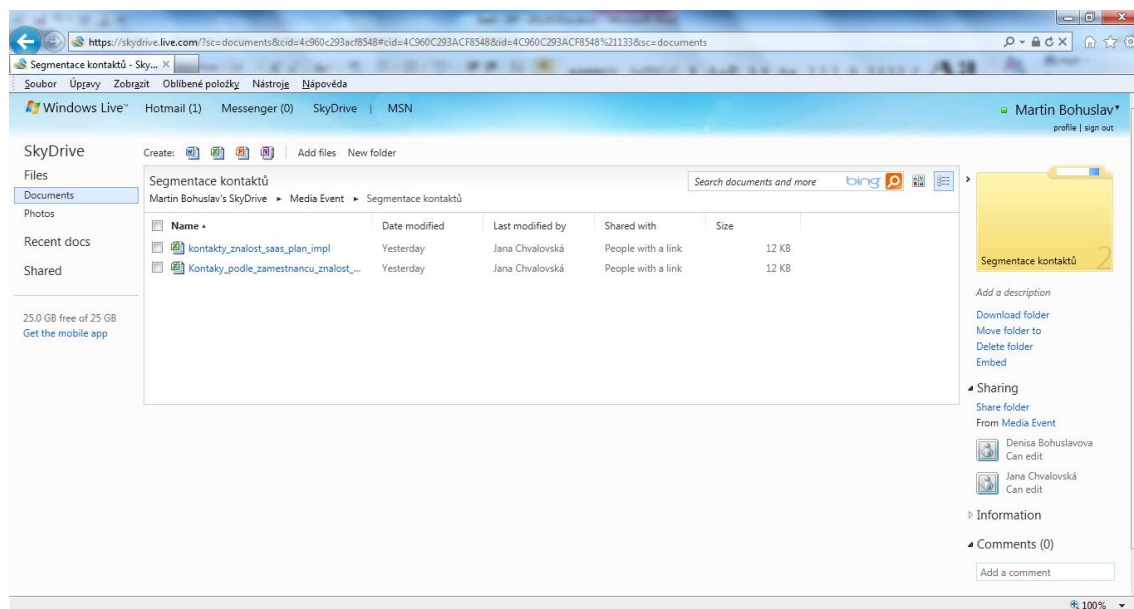 https://skydrive.live.com/?sc=documents&cid=4c960c293acf8548#cid=4C960C293ACF8548&id=4C960C293ACF8548%21133&sc=documents
Segmentace kontaktů - Sky...
Soubor Úpravy Zobrazit Oblíbené položky Nástroje Nápověda
Windows Live™ Hotmail (1) Messenger (0) SkyDrive | MSN
Martin Bohuslav
profile | sign out
SkyDrive
Files
Documents
Photos
Recent docs
Shared
25.0 GB free of 25 GB
Get the mobile app
Create: Add files New folder
Segmentace kontaktů
Search documents and more bing
Martin Bohuslav's SkyDrive ► Media Event ► Segmentace kontaktů
Name Date modified Last modified by Shared with Size
kontakty_znalost_saas_plan_impl Yesterday Jana Chvalovská People with a link 12 KB
Kontaky_podle_zamestnancu_znalost_... Yesterday Jana Chvalovská People with a link 12 KB
Segmentace kontaktů 2
Add a description
Download folder
Move folder to
Delete folder
Embed
Sharing
Share folder
From Media Event
Denisa Bohuslavova
Can edit
Jana Chvalovská
Can edit
Information
Comments (0)
Add a comment
100%